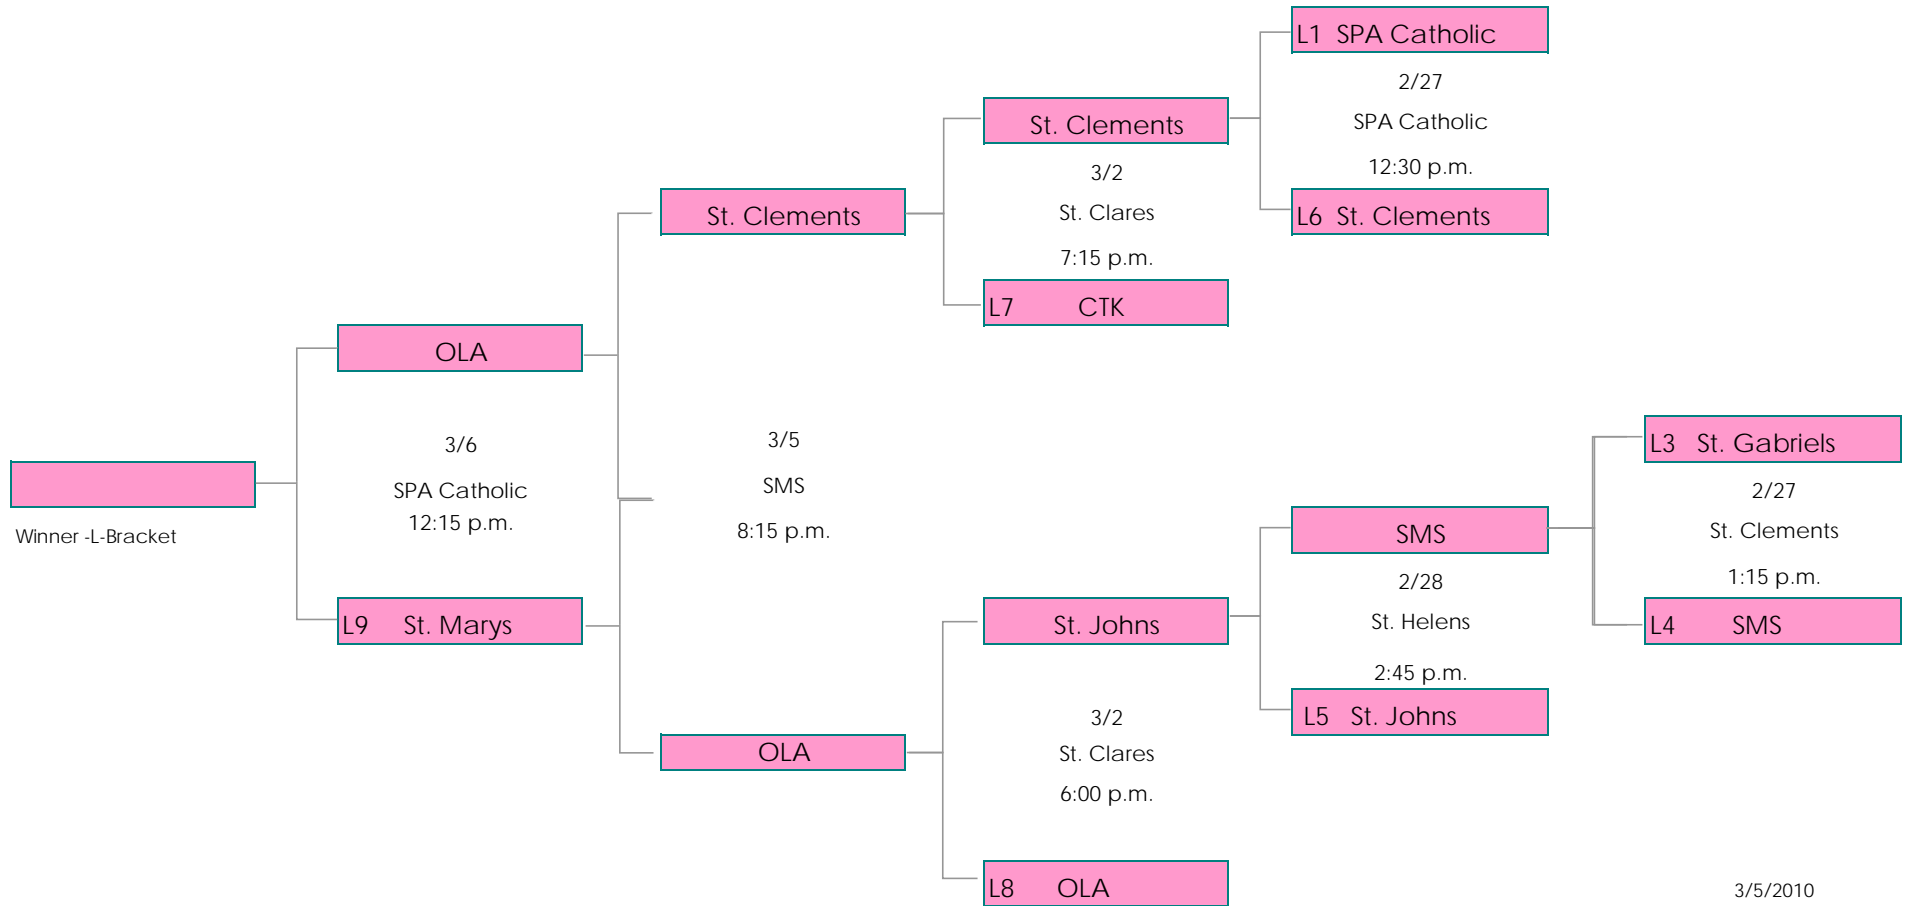 L1 SPA Catholic
2/27
SPA Catholic
12:30 p.m.
L6 St. Clements
St. Clements
3/2
St. Clares
7:15 p.m.
L7 CTK
St. Clements
OLA
3/6
SPA Catholic
12:15 p.m.
L9 St. Marys
3/5
SMS
8:15 p.m.
Winner -L-Bracket
L3 St. Gabriels
2/27
St. Clements
1:15 p.m.
L4 SMS
SMS
2/28
St. Helens
2:45 p.m.
L5 St. Johns
St. Johns
3/2
St. Clares
6:00 p.m.
L8 OLA
OLA
3/5/2010